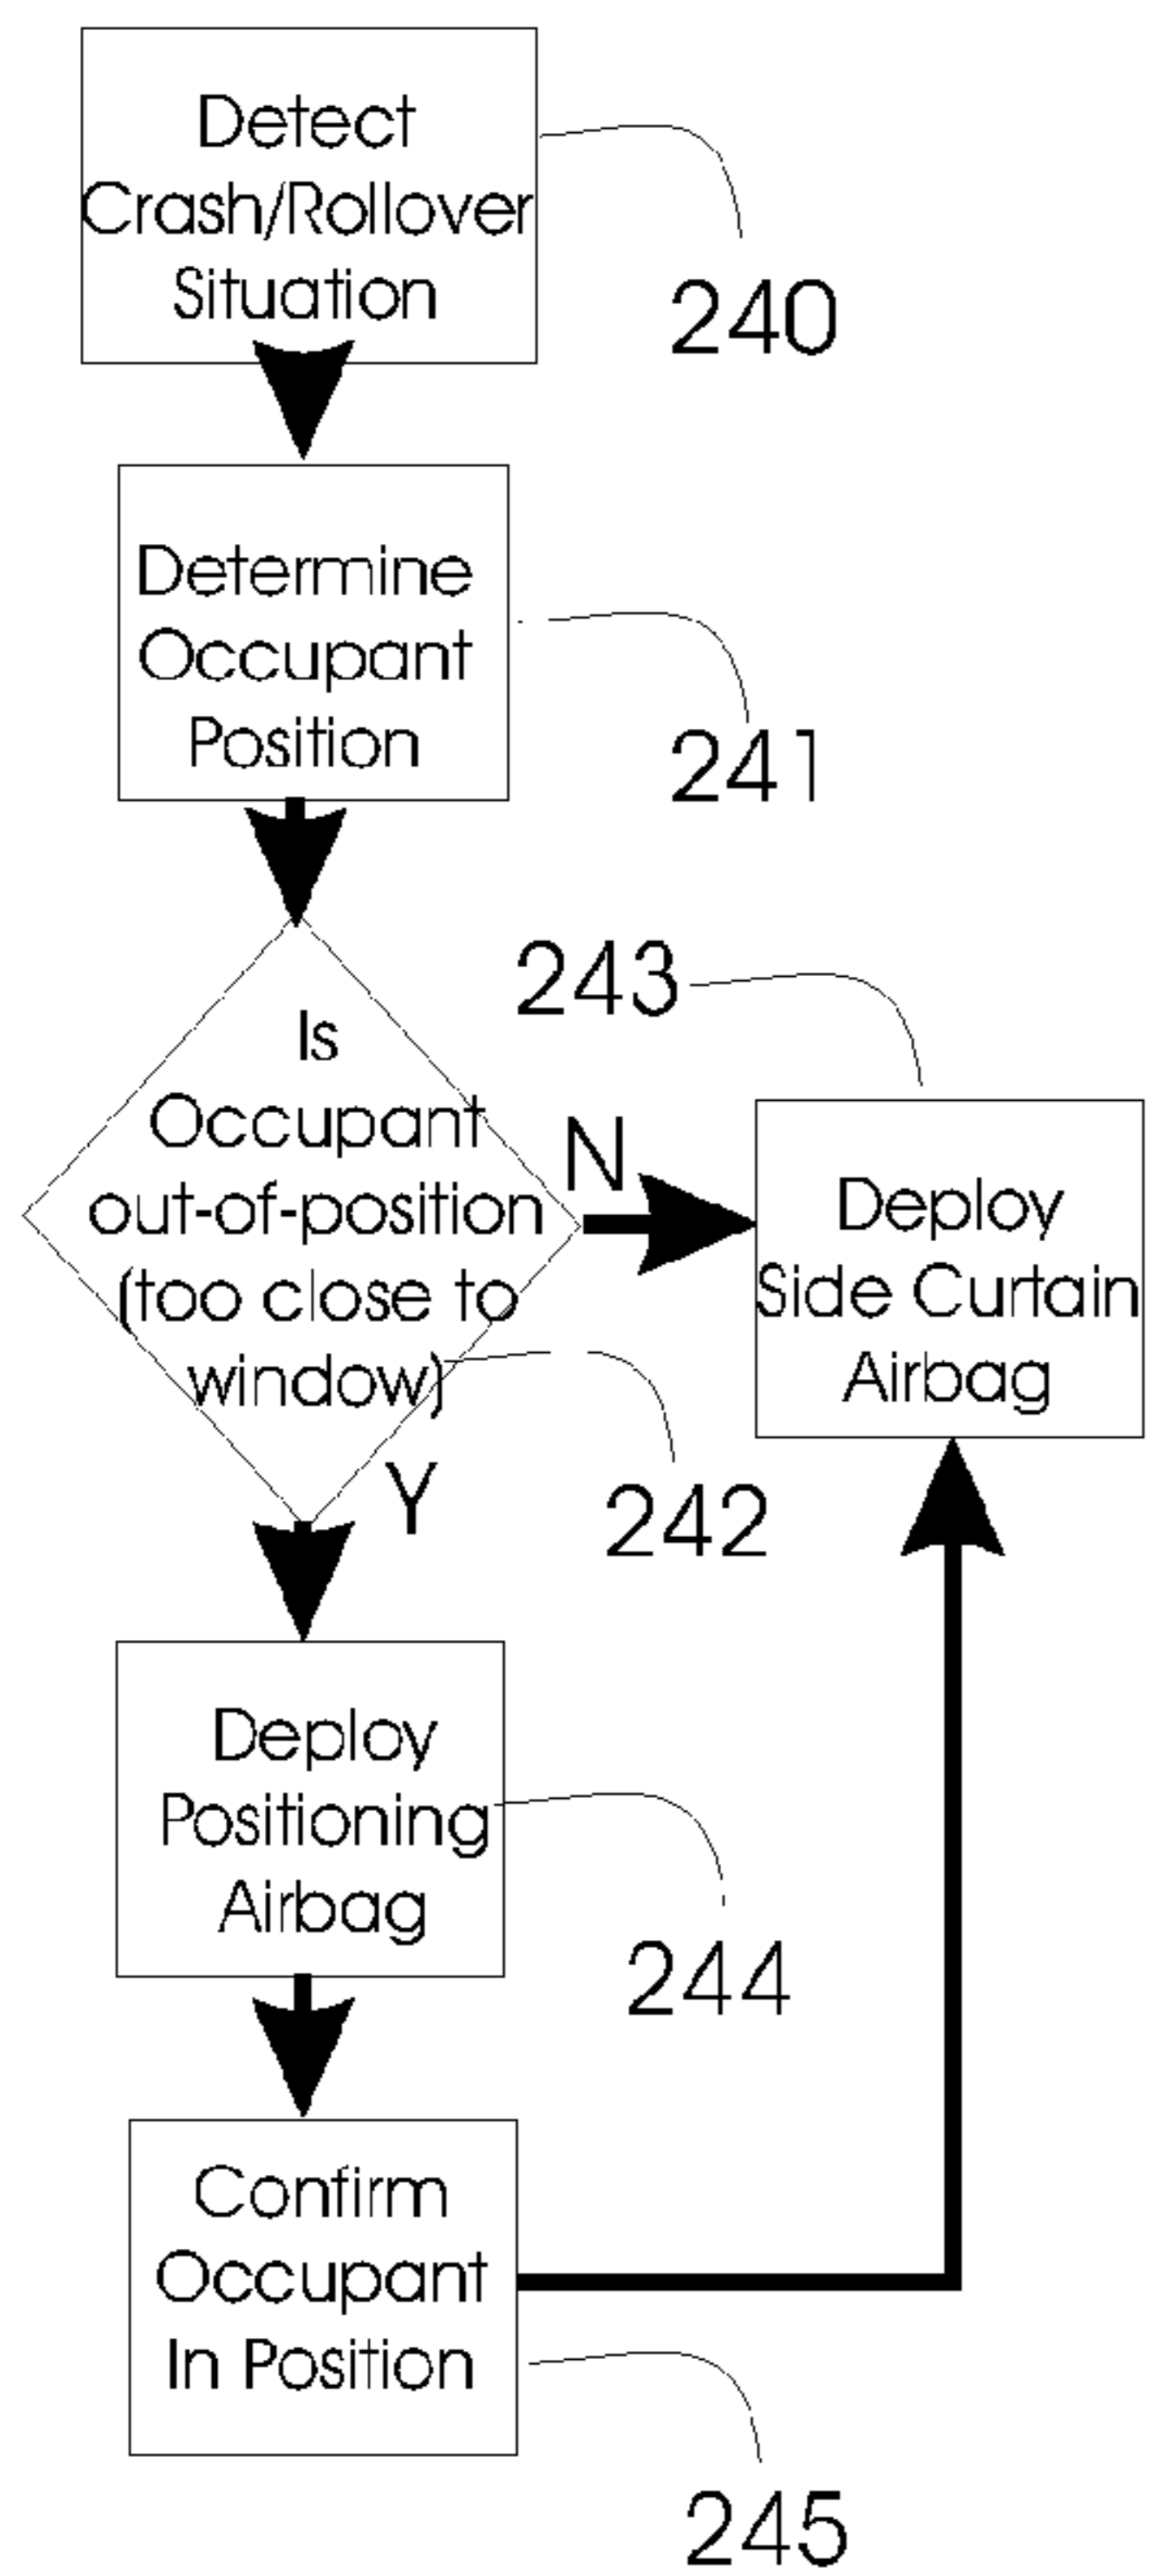 Detect
Crash/Rollover
Situation
240
Determine
Occupant
Position
241
Is
Occupant
out-of-position
(too close to
window)
N
Y
242
243
Deploy
Side Curtain
Airbag
Deploy
Positioning
Airbag
244
Confirm
Occupant
In Position
245